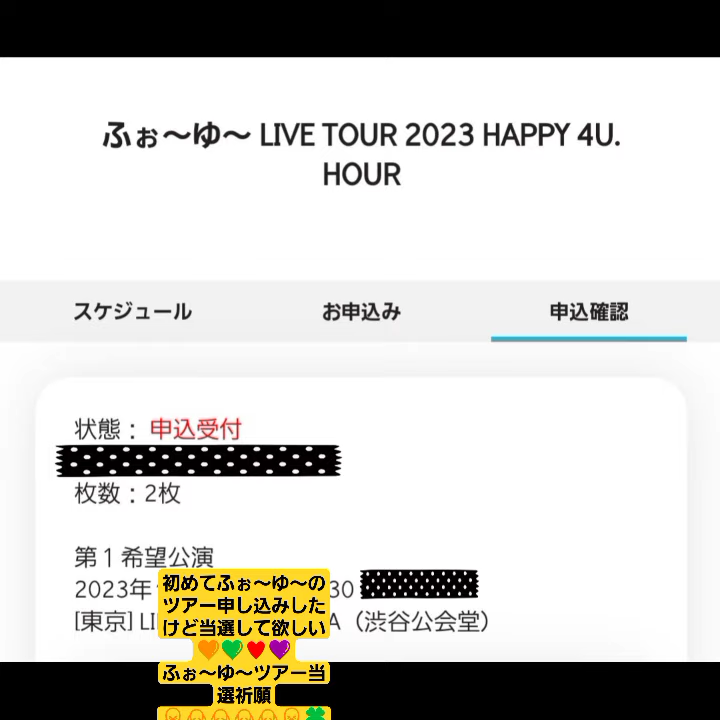 ふぉ〜ゆ〜 LIVE TOUR 2023 HAPPY 4U.
HOUR
スケジュール お申込み 申込確認
状態： 申込受付
枚数：2枚
第１希望公演
2023年 30
[東京] LI A（渋谷公会堂）
初めてふぉ〜ゆ〜の
ツアー申し込みした
けど当選して欲しい
🧡💚❤️💜
ふぉ〜ゆ〜ツアー当
選祈願